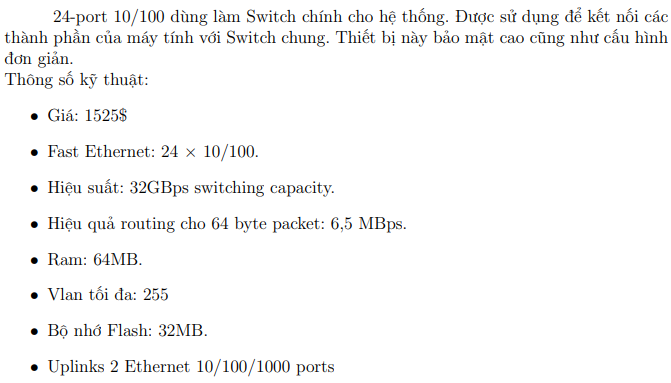 24-port 10/100 dùng làm Switch chính cho hệ thống. Được sử dụng để kết nối các
thành phần của máy tính với Switch chung. Thiết bị này bảo mật cao cũng như cấu hình
đơn giản.
Thông số kỹ thuật:
• Giá: 1525$
• Fast Ethernet: 24 × 10/100.
• Hiệu suất: 32GBps switching capacity.
• Hiệu quả routing cho 64 byte packet: 6,5 MBps.
• Ram: 64MB.
• Vlan tối đa: 255
• Bộ nhớ Flash: 32MB.
• Uplinks 2 Ethernet 10/100/1000 ports